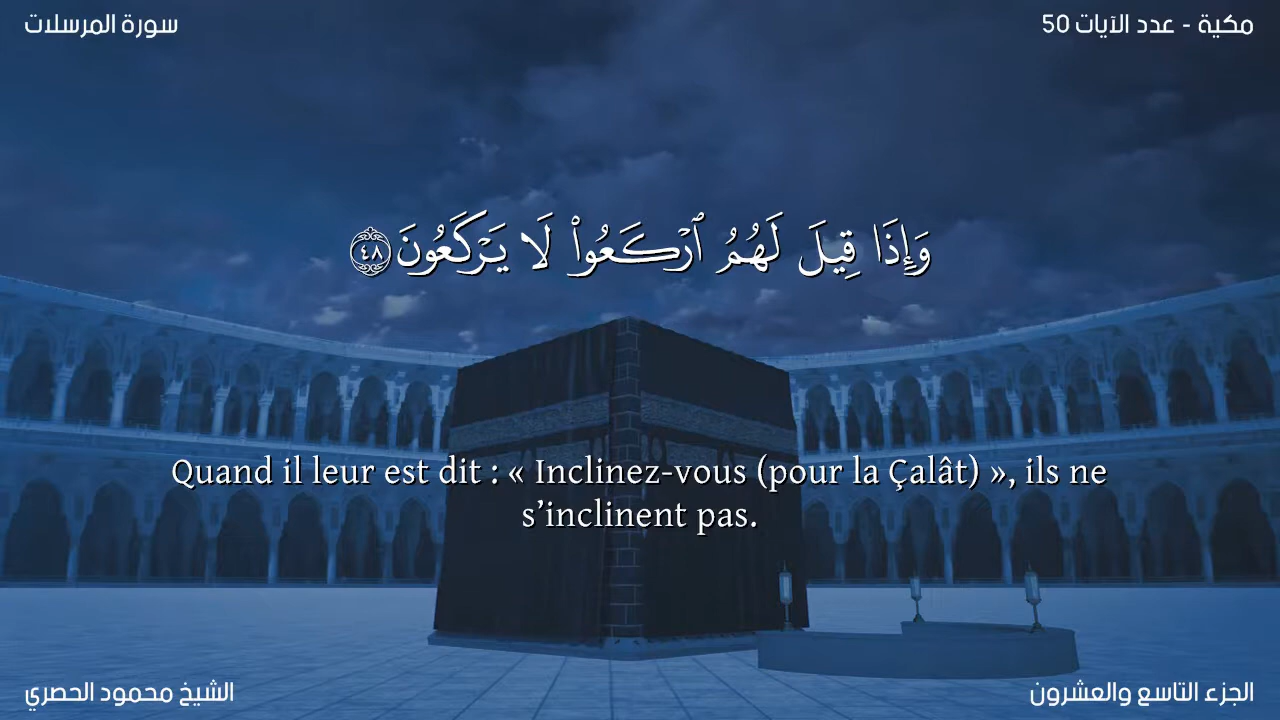 سورة المرسلات
مكية - عدد الآيات 50
وَإِذَا قِيلَ لَهُمُ ٱرْكَعُوا۟ لَا يَرْكَعُونَ ٤٨
Quand il leur est dit : « Inclinez-vous (pour la Çalât) », ils ne
s’inclinent pas.
الشيخ محمود الحصري
الجزء التاسع والعشرون